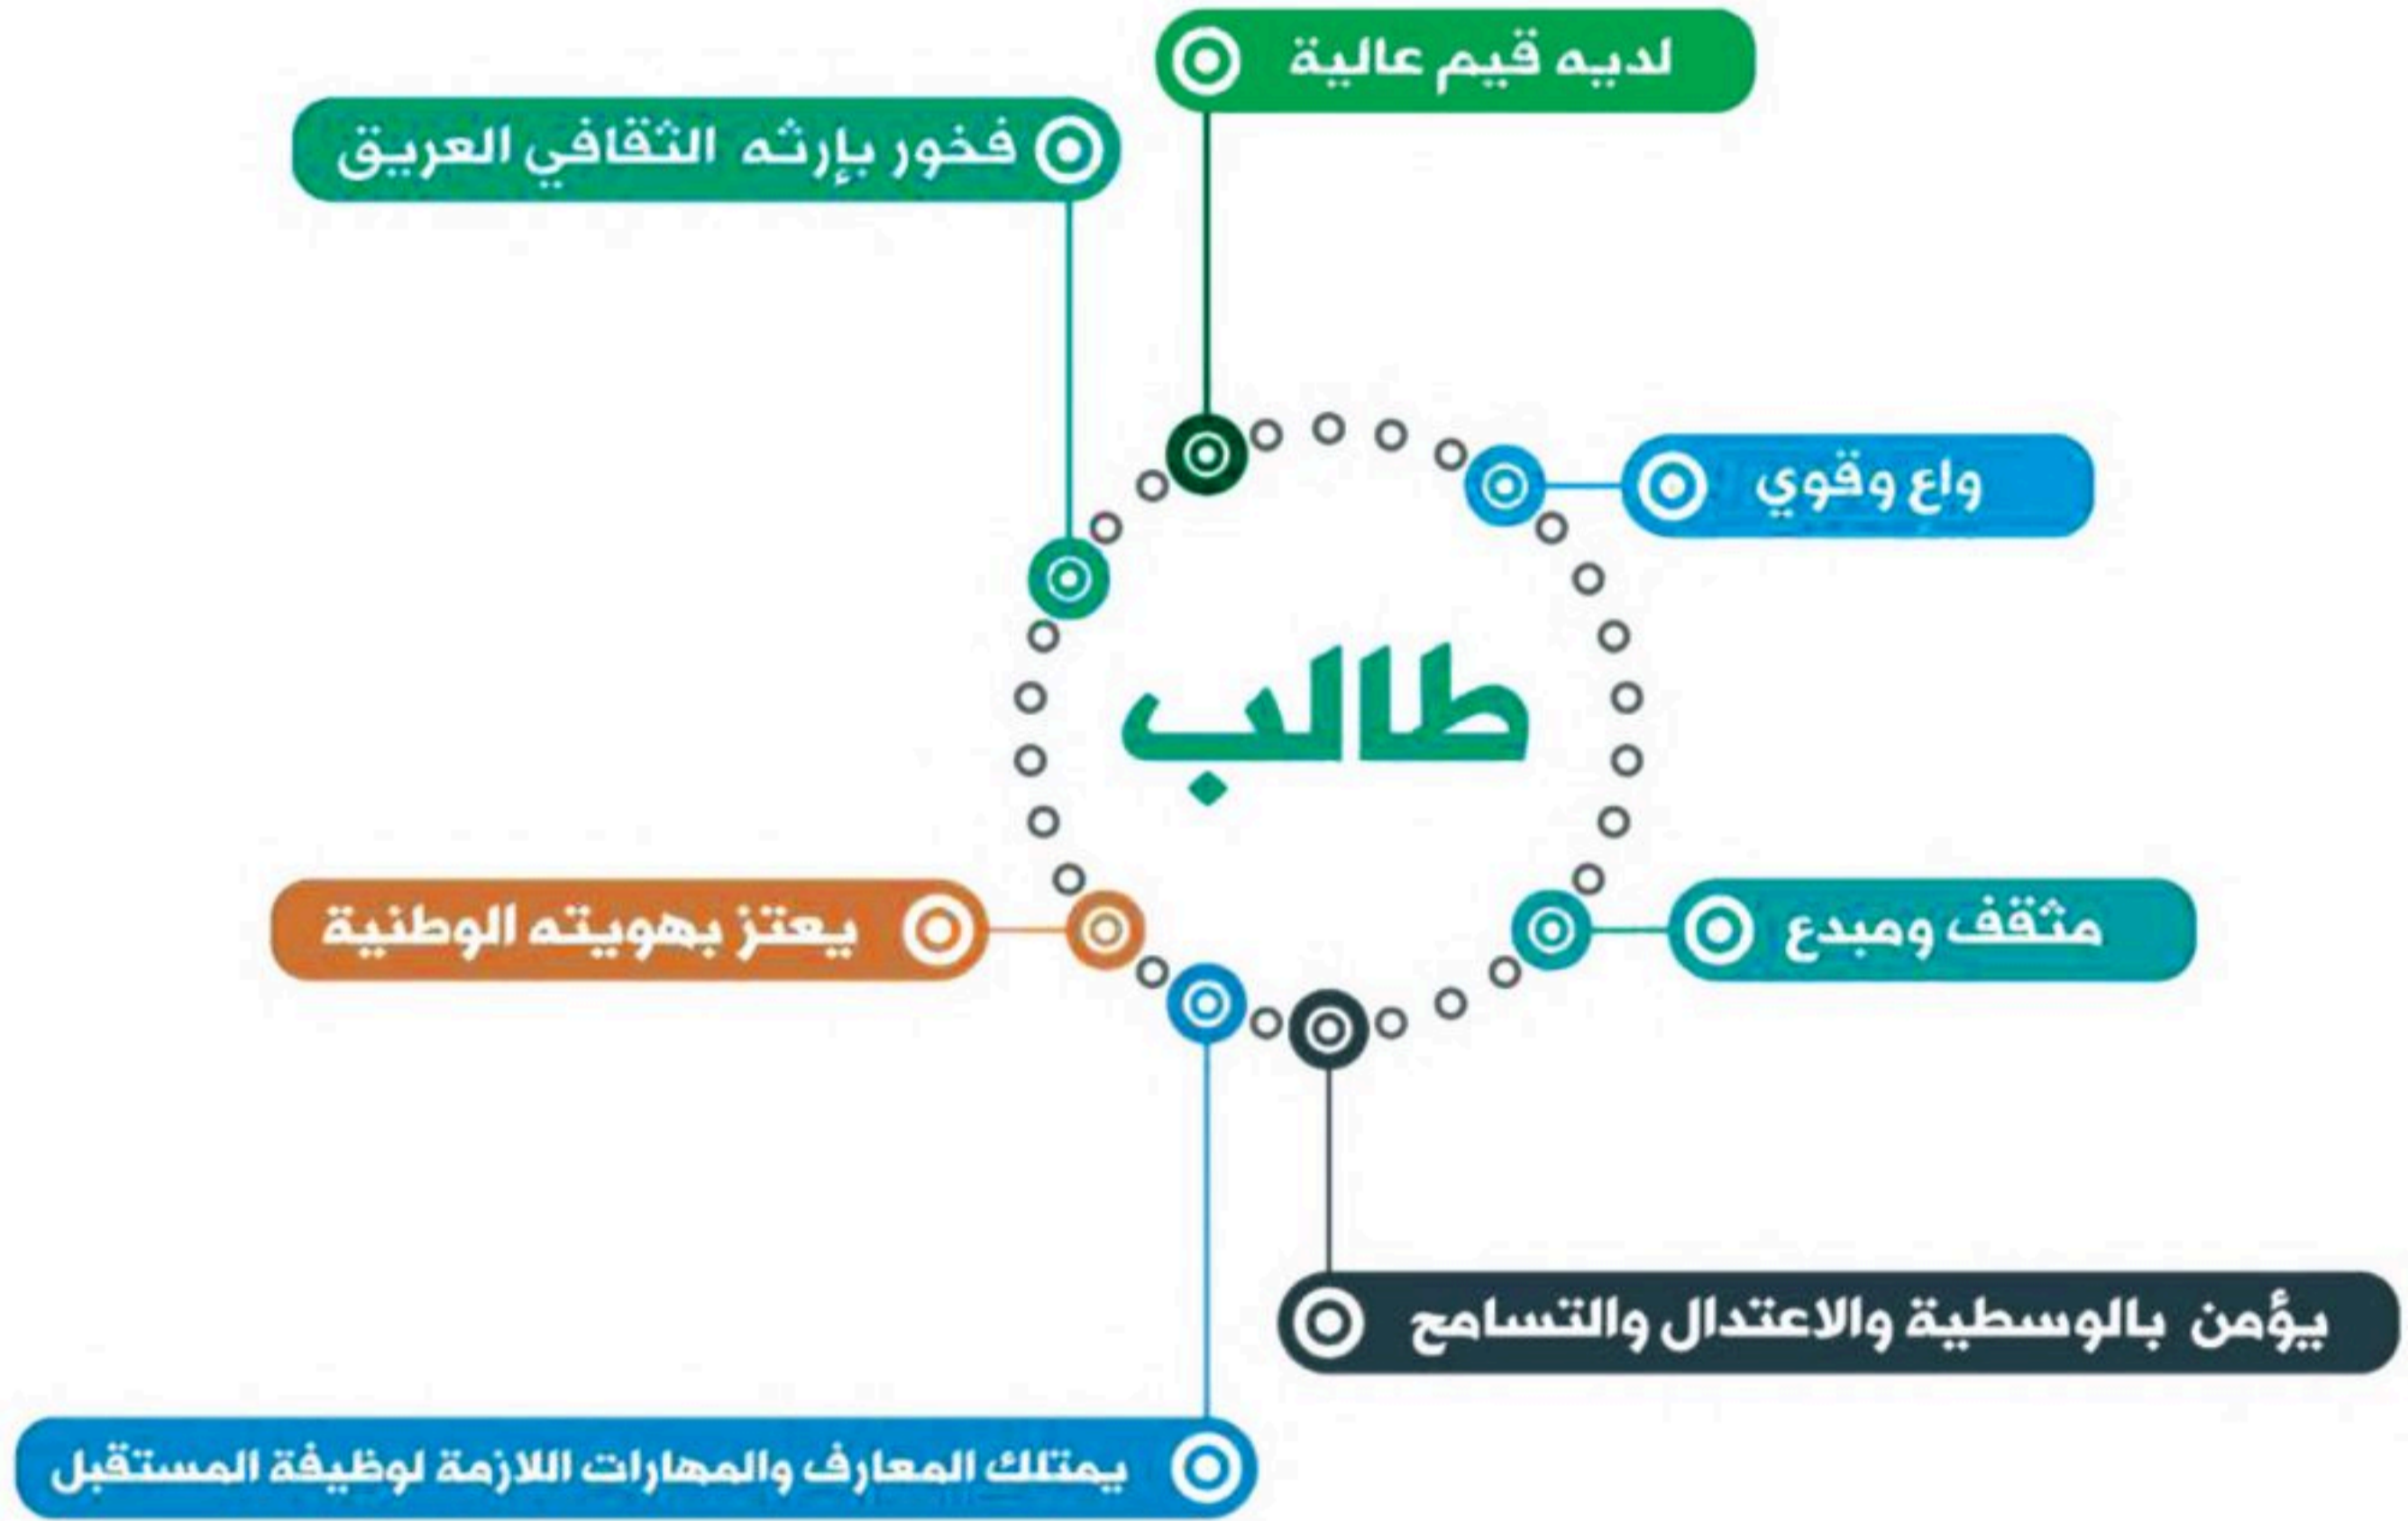 لديه قيم عالية
فخور بإرثه الثقافي العريق
واع وقوي
طالب
مثقف ومبدع
يعتز بهويته الوطنية
يؤمن بالوسطية والاعتدال والتسامح
يمتلك المعارف والمهارات اللازمة لوظيفة المستقبل